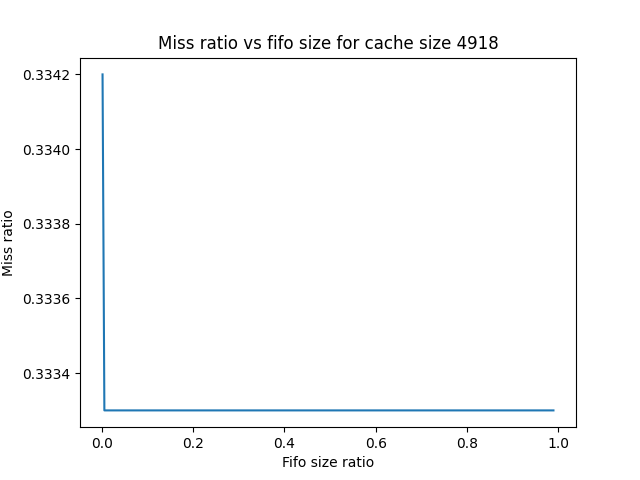 Miss ratio vs fifo size for cache size 4918
0.3342
0.3340
0.3338
0.3336
0.3334
Miss ratio
0.0 0.2 0.4 0.6 0.8 1.0
Fifo size ratio